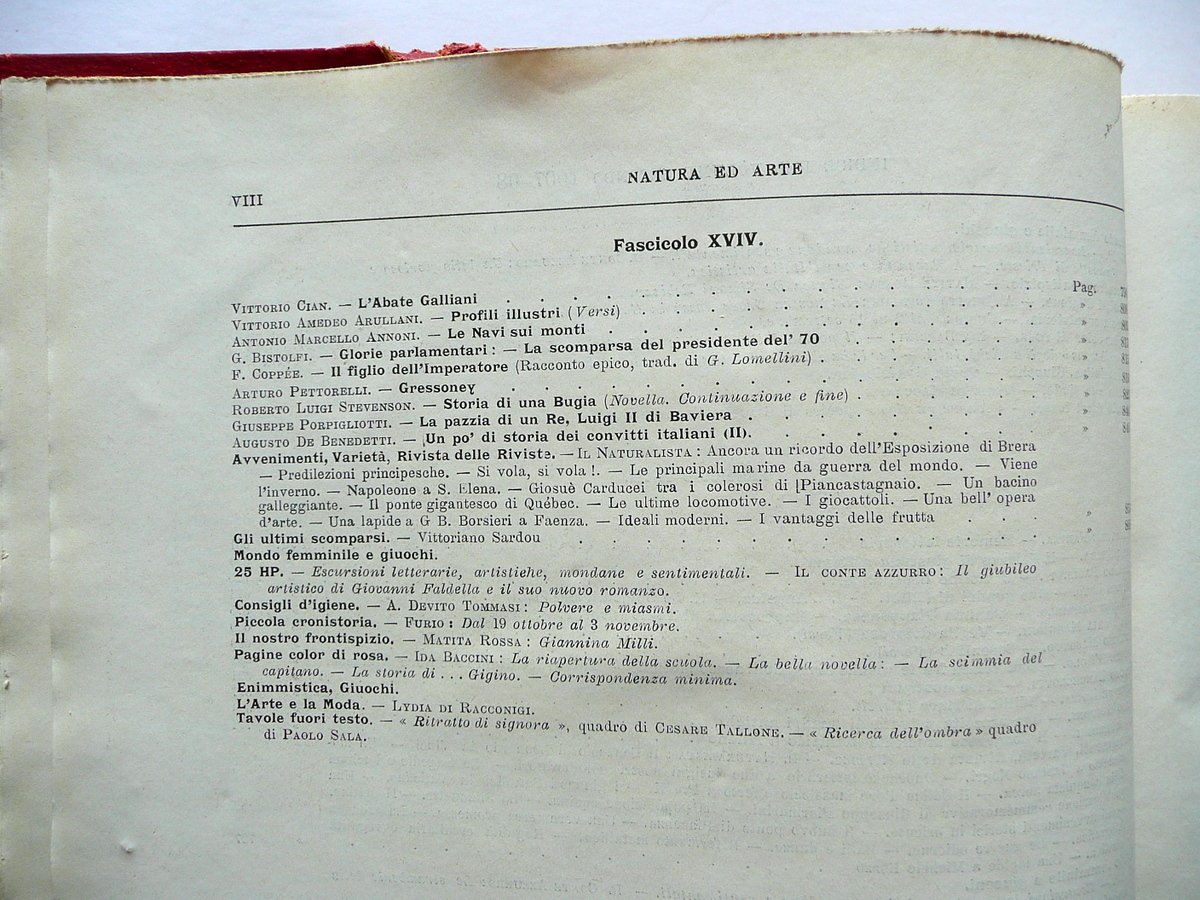 VIII
NATURA ED ARTE
Fascicolo XVIV.
Pag.
VITTORIO CIAN. — L'Abate Galliani
VITTORIO AMEDEO ARULLANI. — Profili illustri (Versi) »
ANTONIO MARCELLO ANNONI. — Le Navi sui monti »
G. BISTOLFI. — Glorie parlamentari: — La scomparsa del presidente del' 70 »
F. COPPÉE. — Il figlio dell'Imperatore (Racconto epico, trad. di G. Lomellini) »
ARTURO PETTORELLI. — Gressoney »
ROBERTO LUIGI STEVENSON. — Storia di una Bugia (Novella. Continuazione e fine) »
GIUSEPPE PORPIGLIOTTI. — La pazzia di un Re, Luigi II di Baviera »
AUGUSTO DE BENEDETTI. — Un po' di storia dei convitti italiani (II). »
Avvenimenti, Varietà, Rivista delle Riviste. — IL NATURALISTA: Ancora un ricordo dell'Esposizione di Brera
— Predilezioni principesche. — Si vola, si vola!. — Le principali marine da guerra del mondo. — Viene
l'inverno. — Napoleone a S. Elena. — Giosuè Carducei tra i colerosi di Piancastagnaio. — Un bacino
galleggiante. — Il ponte gigantesco di Québec. — Le ultime locomotive. — I giocattoli. — Una bell' opera
d'arte. — Una lapide a G B. Borsieri a Faenza. — Ideali moderni. — I vantaggi delle frutta »
Gli ultimi scomparsi. — Vittoriano Sardou »
Mondo femminile e giuochi.
25 HP. — Escursioni letterarie, artistiehe, mondane e sentimentali. — IL CONTE AZZURRO: Il giubileo
artistico di Giovanni Faldella e il suo nuovo romanzo.
Consigli d'igiene. — A. DEVITO TOMMASI: Polvere e miasmi.
Piccola cronistoria. — FURIO: Dal 19 ottobre al 3 novembre.
Il nostro frontispizio. — MATITA ROSSA: Giannina Milli.
Pagine color di rosa. — IDA BACCINI: La riapertura della scuola. — La bella novella: — La scimmia del
capitano. — La storia di ... Gigino. — Corrispondenza minima.
Enimmistica, Giuochi.
L'Arte e la Moda. — LYDIA DI RACCONIGI.
Tavole fuori testo. — « Ritratto di signora », quadro di CESARE TALLONE. — « Ricerca dell'ombra » quadro
di PAOLO SALA.